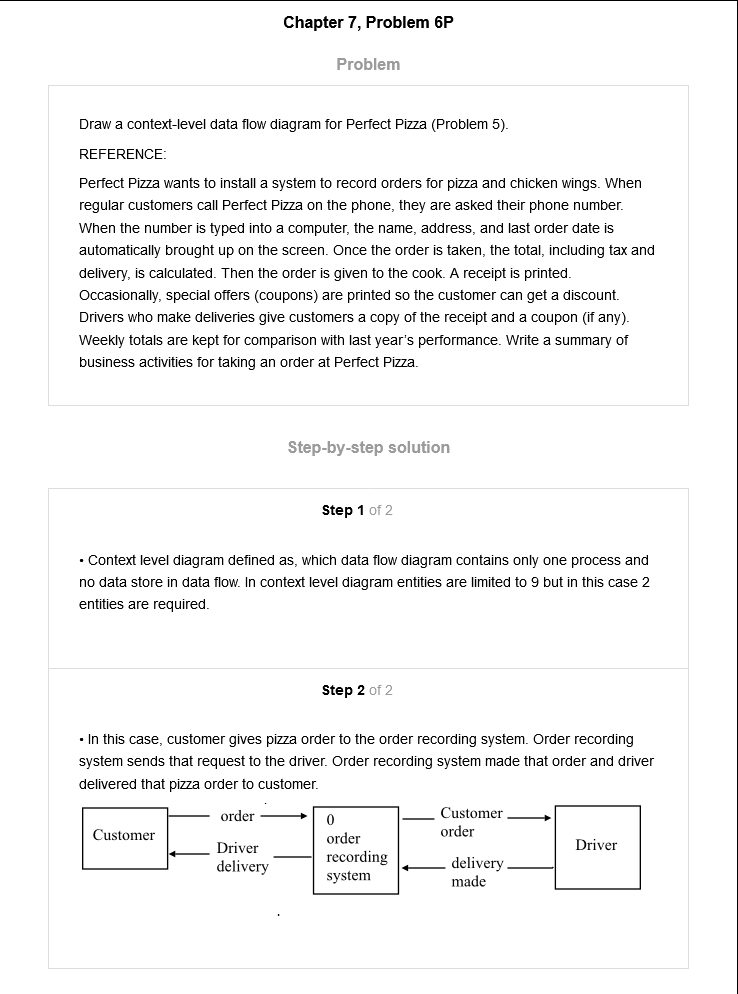 Chapter 7, Problem 6P
Problem
Draw a context-level data flow diagram for Perfect Pizza (Problem 5).
REFERENCE:
Perfect Pizza wants to install a system to record orders for pizza and chicken wings. When
regular customers call Perfect Pizza on the phone, they are asked their phone number.
When the number is typed into a computer, the name, address, and last order date is
automatically brought up on the screen. Once the order is taken, the total, including tax and
delivery, is calculated. Then the order is given to the cook. A receipt is printed.
Occasionally, special offers (coupons) are printed so the customer can get a discount.
Drivers who make deliveries give customers a copy of the receipt and a coupon (if any).
Weekly totals are kept for comparison with last year's performance. Write a summary of
business activities for taking an order at Perfect Pizza.
Step-by-step solution
Step 1 of 2
• Context level diagram defined as, which data flow diagram contains only one process and
no data store in data flow. In context level diagram entities are limited to 9 but in this case 2
entities are required.
Step 2 of 2
• In this case, customer gives pizza order to the order recording system. Order recording
system sends that request to the driver. Order recording system made that order and driver
delivered that pizza order to customer.
Customer
order
Driver
delivery
0
order
recording
system
Customer
order
delivery
made
Driver